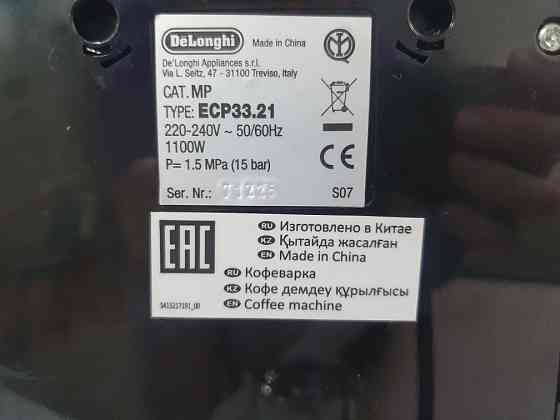 DeLonghi Made in China
De'Longhi Appliances s.r.l.
Via L. Seitz, 47 - 31100 Treviso, Italy
CAT. MP
TYPE: ECP33.21
220-240V ~ 50/60Hz
1100W
P= 1.5 MPa (15 bar)
Ser. Nr.: S07
EAC
RU Изготовлено в Китае
KZ Қытайда жасалған
EN Made in China
RU Кофеварка
KZ Кофе демдеу құрылғысы
EN Coffee machine